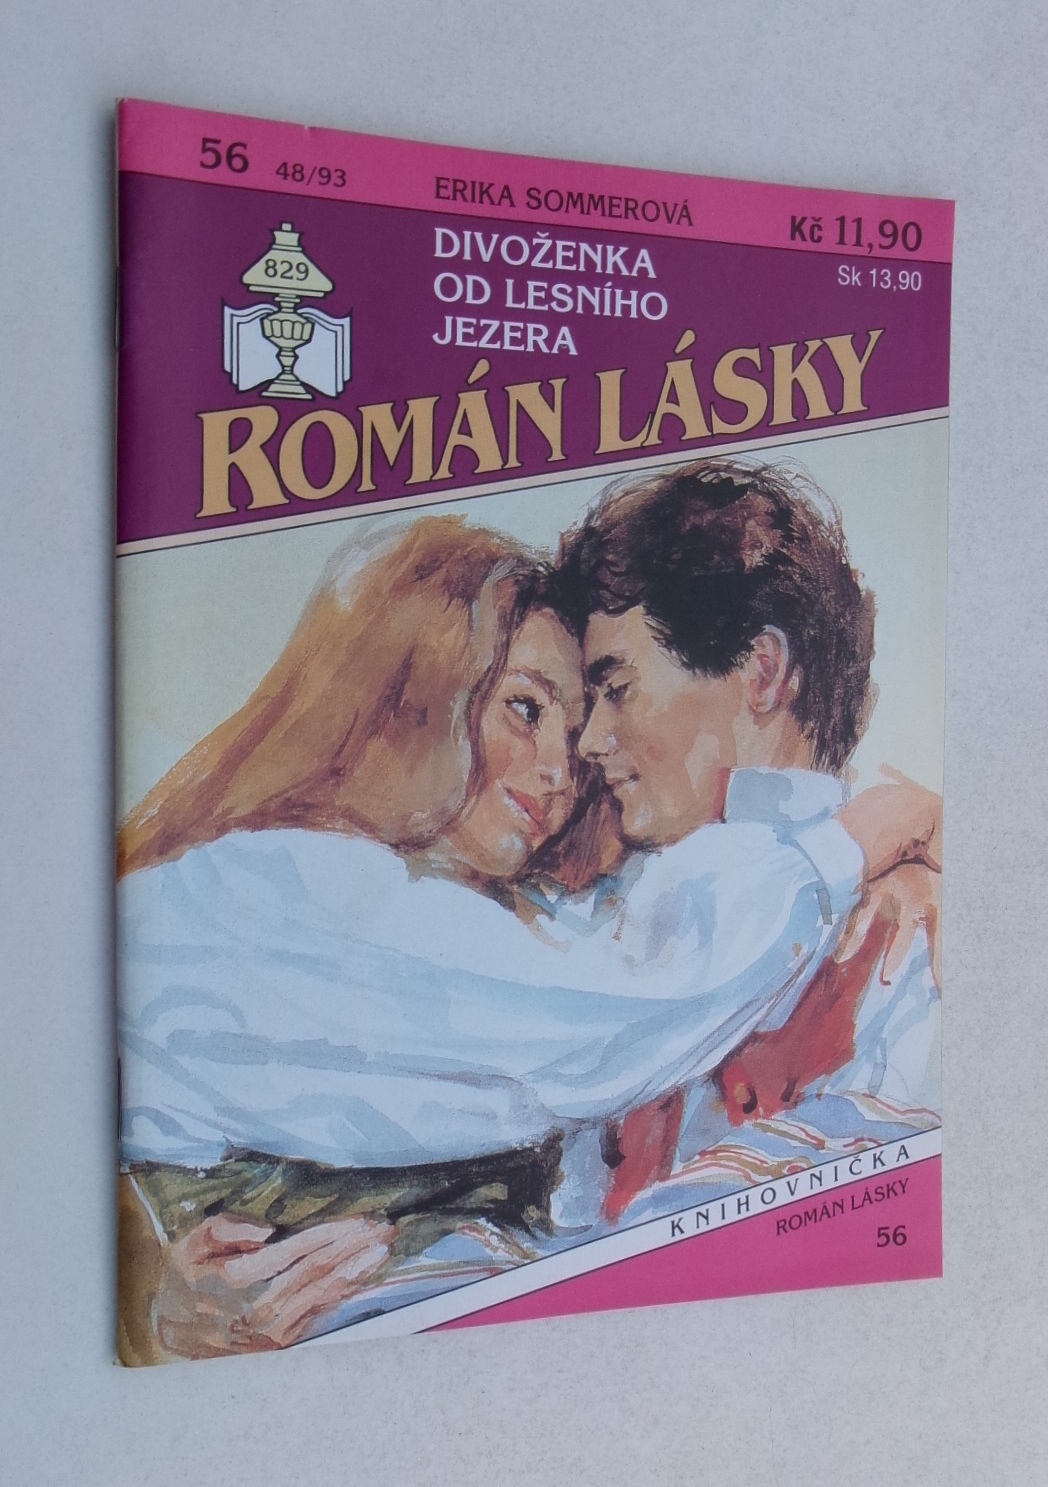 56 48/93 ERIKA SOMMEROVÁ Kč 11,90
Sk 13,90
829
DIVOŽENKA
OD LESNÍHO
JEZERA
ROMÁN LÁSKY
KNIHOVNIČKA
ROMÁN LÁSKY
56